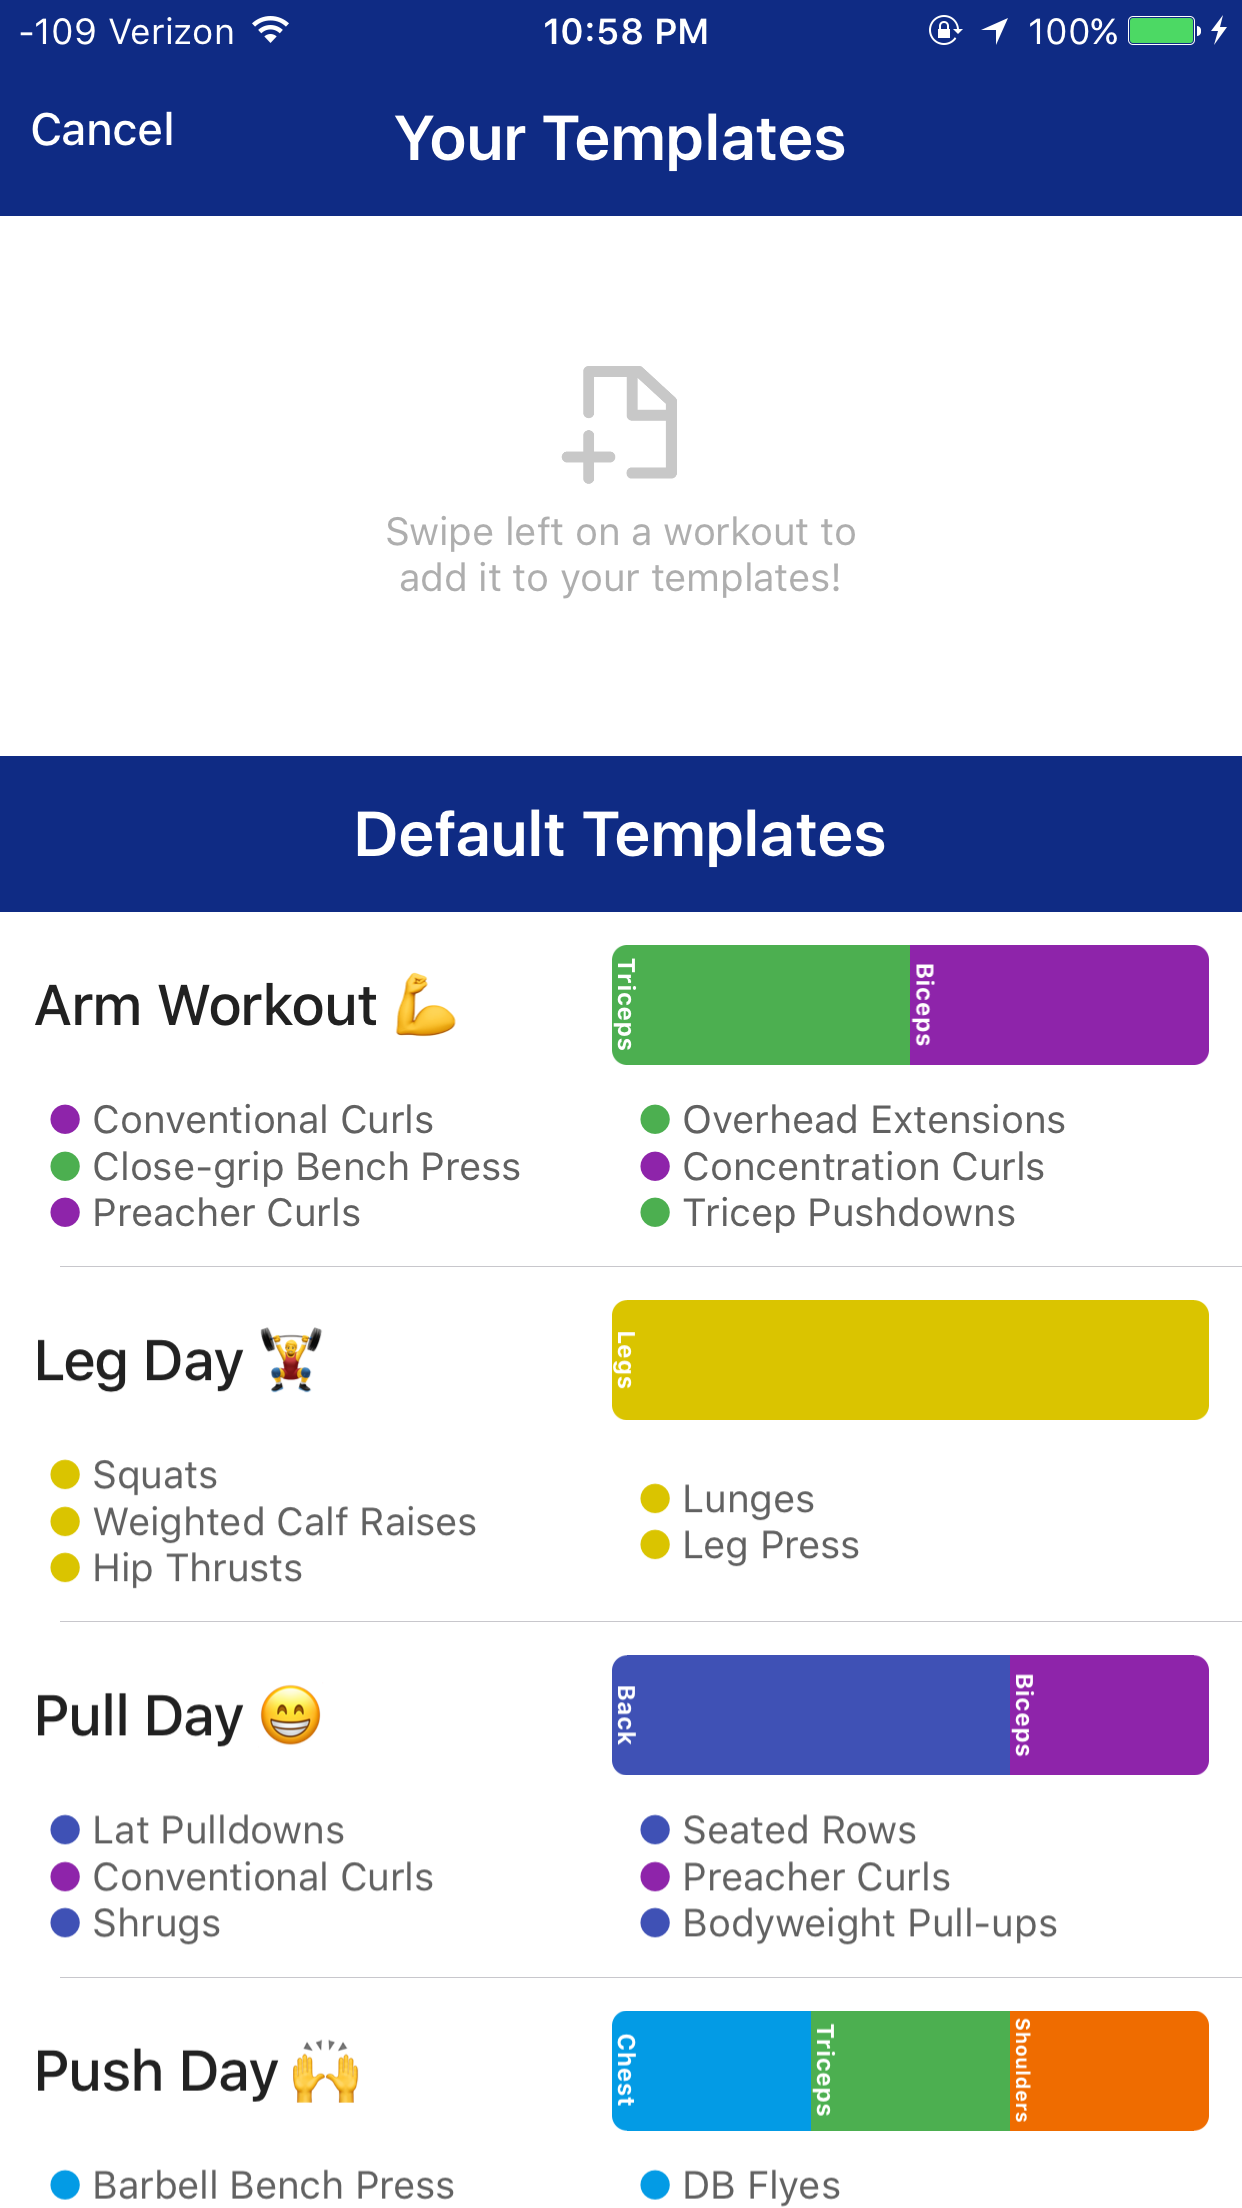 -109 Verizon 10:58 PM 100%
Cancel Your Templates
Swipe left on a workout to
add it to your templates!
Default Templates
Arm Workout 💪 Triceps Biceps
Conventional Curls Overhead Extensions
Close-grip Bench Press Concentration Curls
Preacher Curls Tricep Pushdowns
Leg Day 🏋️ Legs
Squats
Weighted Calf Raises
Hip Thrusts
Lunges
Leg Press
Pull Day 😁 Back Biceps
Lat Pulldowns Seated Rows
Conventional Curls Preacher Curls
Shrugs Bodyweight Pull-ups
Push Day 🙌 Chest Triceps Shoulders
Barbell Bench Press DB Flyes